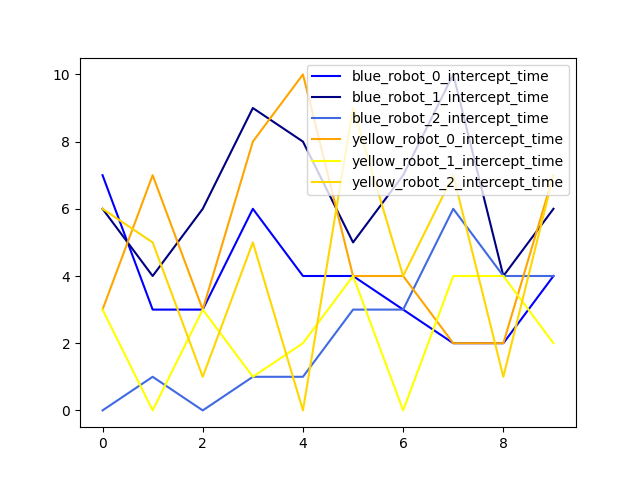 10
8
6
4
2
0
0 2 4 6 8
blue_robot_0_intercept_time
blue_robot_1_intercept_time
blue_robot_2_intercept_time
yellow_robot_0_intercept_time
yellow_robot_1_intercept_time
yellow_robot_2_intercept_time